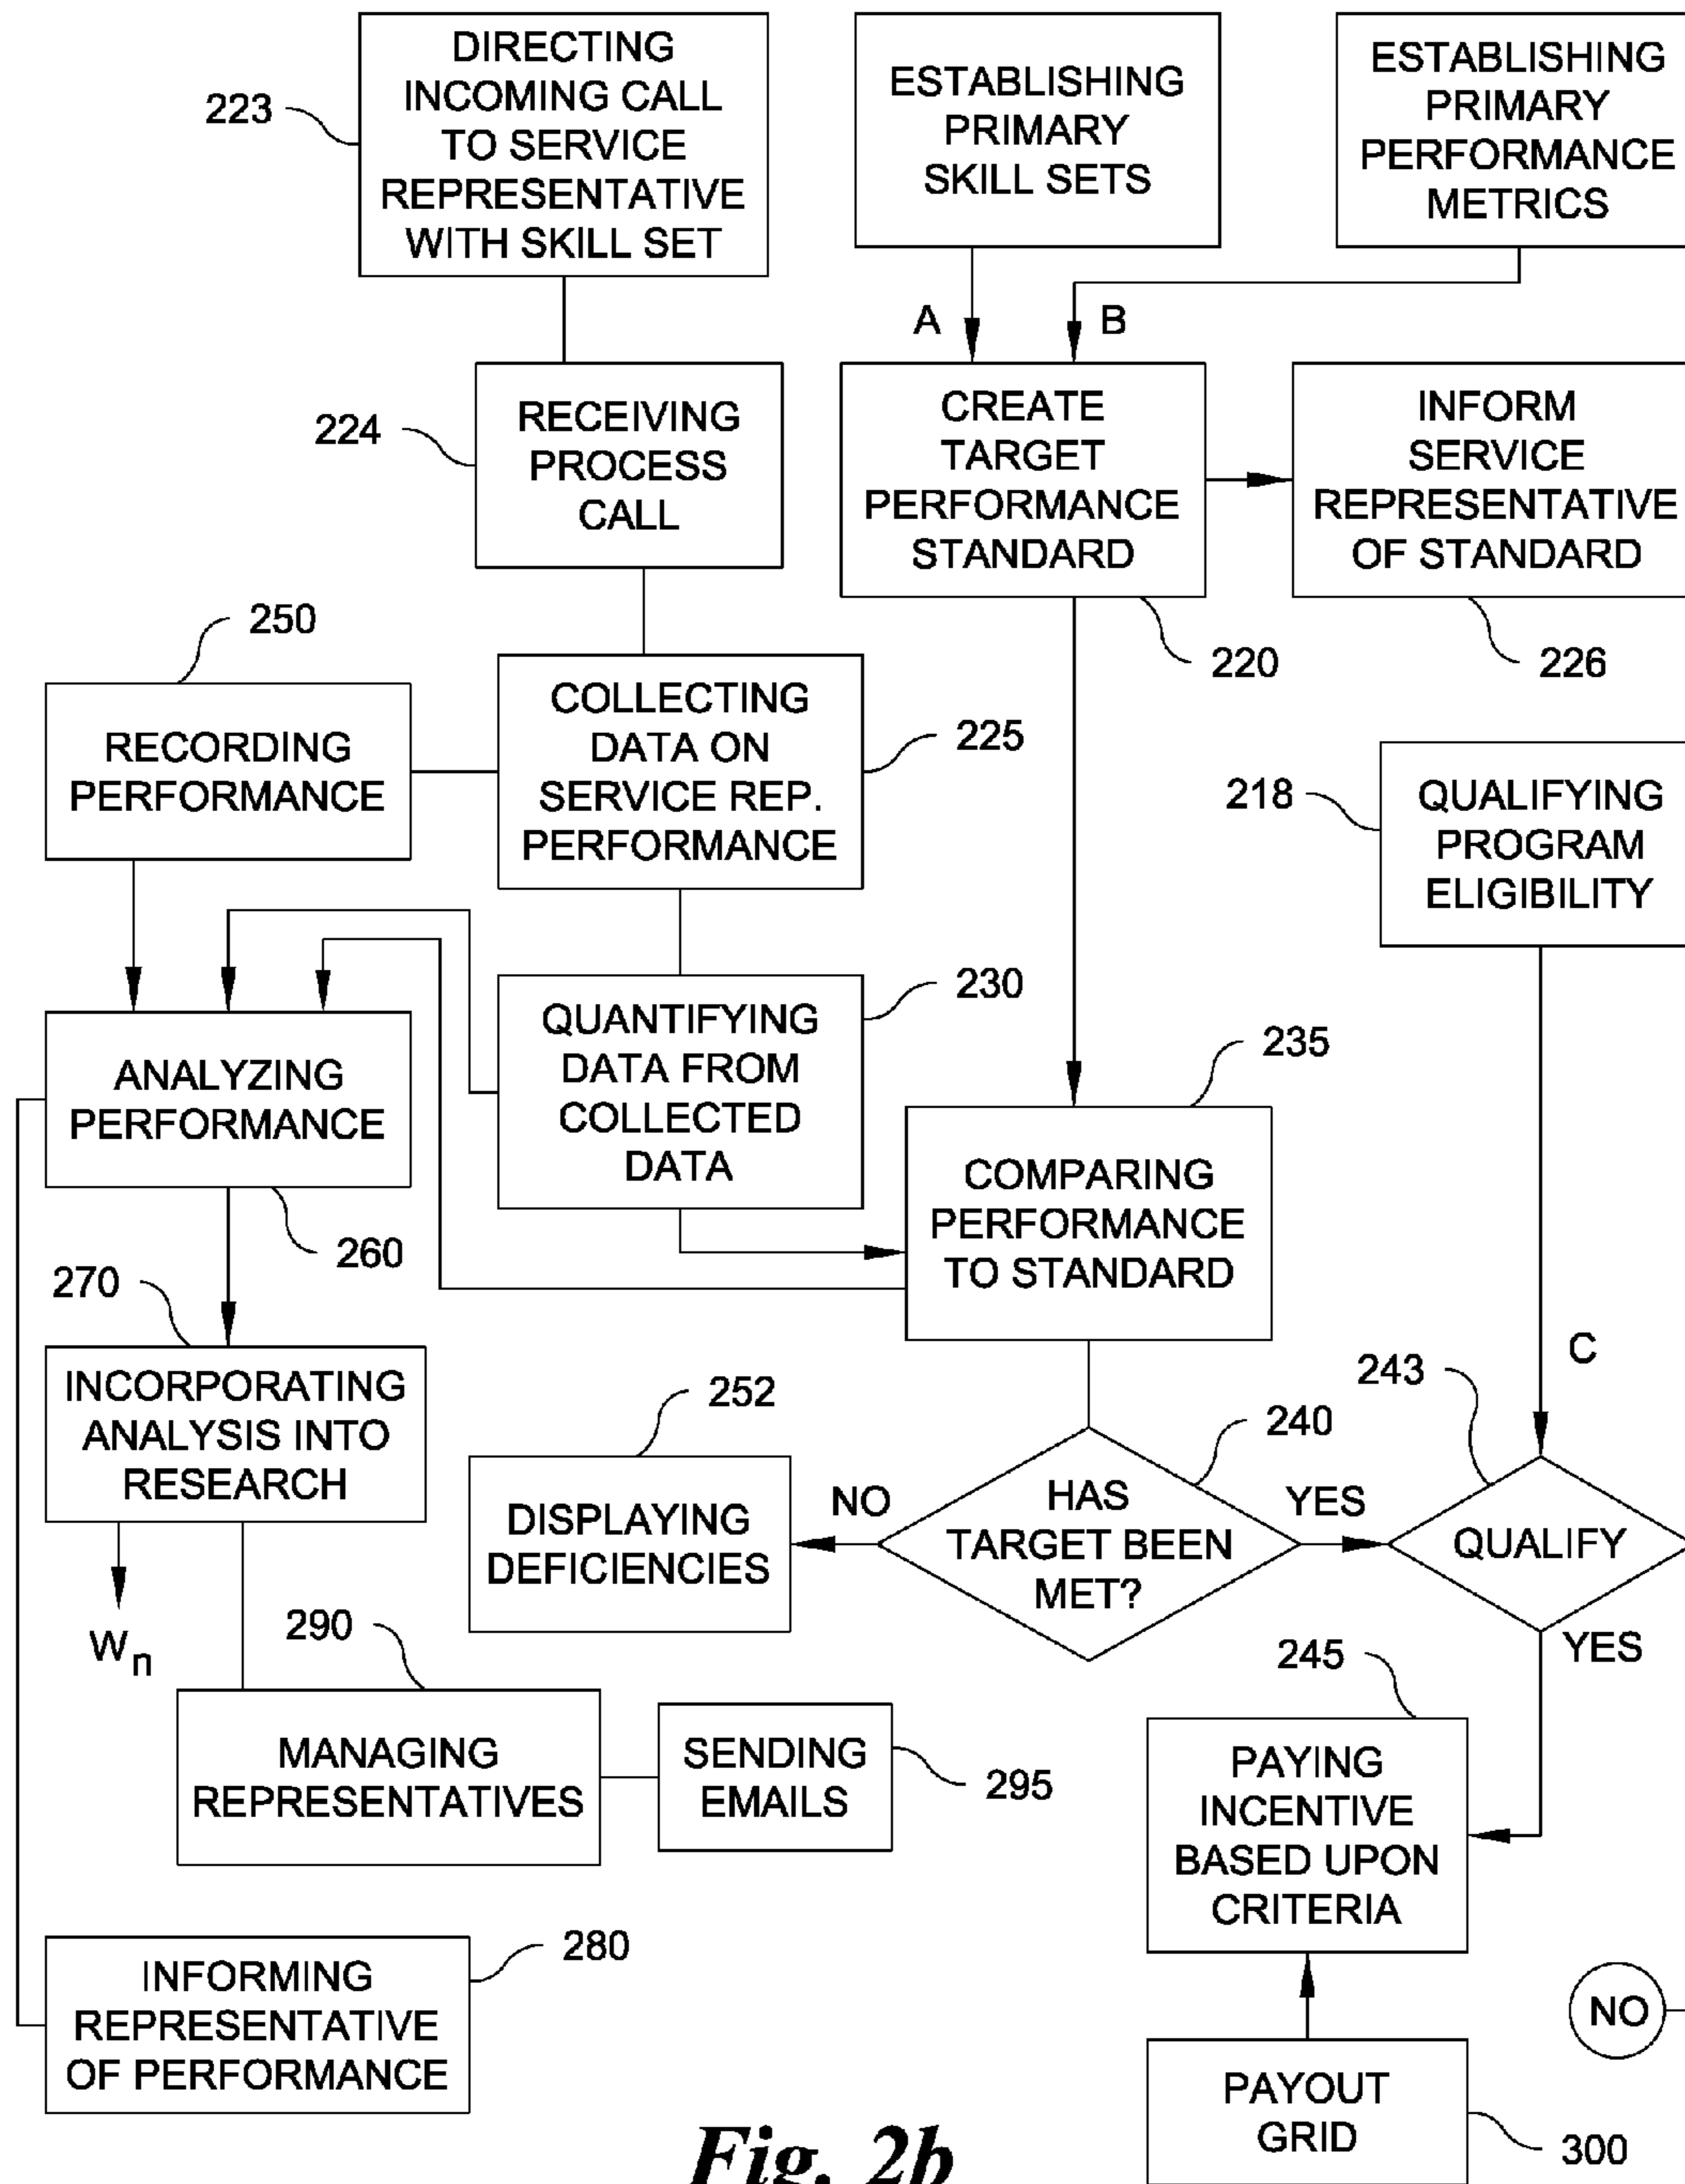 DIRECTING
INCOMING CALL
TO SERVICE
REPRESENTATIVE
WITH SKILL SET
223
ESTABLISHING
PRIMARY
SKILL SETS
ESTABLISHING
PRIMARY
PERFORMANCE
METRICS
A
B
224
RECEIVING
PROCESS
CALL
CREATE
TARGET
PERFORMANCE
STANDARD
220
INFORM
SERVICE
REPRESENTATIVE
OF STANDARD
226
250
RECORDING
PERFORMANCE
COLLECTING
DATA ON
SERVICE REP.
PERFORMANCE
225
218
QUALIFYING
PROGRAM
ELIGIBILITY
230
QUANTIFYING
DATA FROM
COLLECTED
DATA
ANALYZING
PERFORMANCE
260
235
COMPARING
PERFORMANCE
TO STANDARD
270
INCORPORATING
ANALYSIS INTO
RESEARCH
Wn
252
DISPLAYING
DEFICIENCIES
NO
240
HAS
TARGET BEEN
MET?
YES
C
243
QUALIFY
YES
290
MANAGING
REPRESENTATIVES
SENDING
EMAILS
295
245
PAYING
INCENTIVE
BASED UPON
CRITERIA
280
INFORMING
REPRESENTATIVE
OF PERFORMANCE
NO
PAYOUT
GRID
300
Fig. 2b